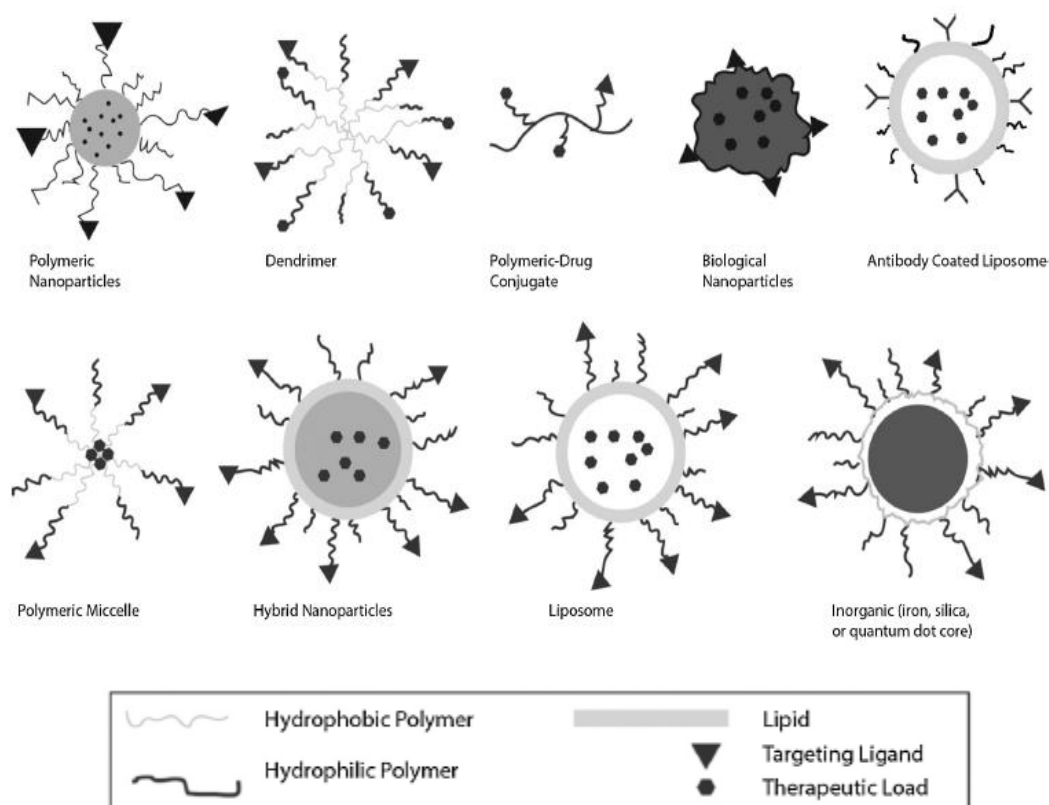 Polymeric
Nanoparticles
Dendrimer
Polymeric-Drug
Conjugate
Biological
Nanoparticles
Antibody Coated Liposome
Polymeric Miccelle
Hybrid Nanoparticles
Liposome
Inorganic (iron, silica,
or quantum dot core)
Hydrophobic Polymer
Lipid
Targeting Ligand
Hydrophilic Polymer
Therapeutic Load